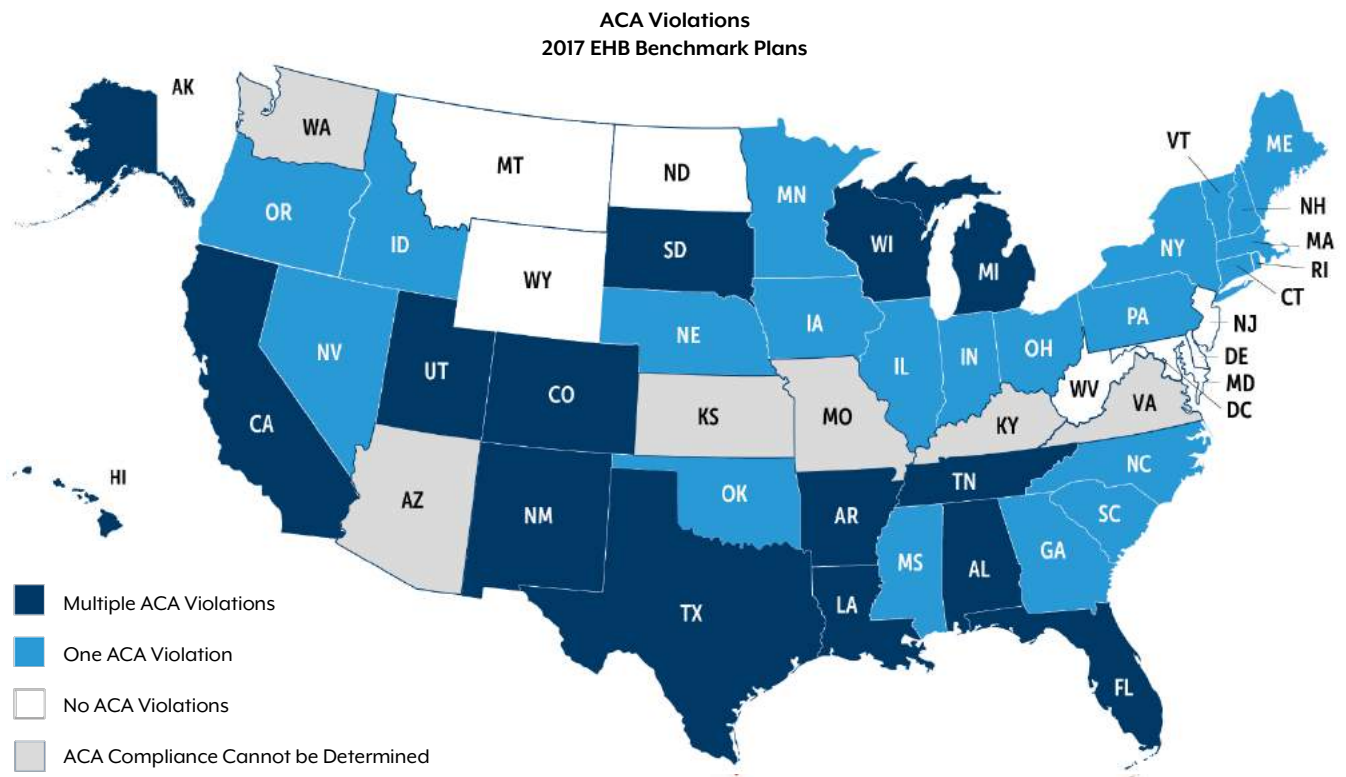 ACA Violations
2017 EHB Benchmark Plans
AK
WA
MT
ND
MN
VT
ME
OR
ID
SD
WI
MI
NY
NH
MA
RI
CT
WY
NE
IA
PA
NJ
NV
UT
CO
IL
IN
OH
DE
MD
DC
WV
VA
CA
KS
MO
KY
HI
AZ
NM
OK
AR
TN
NC
SC
MS
AL
GA
TX
LA
FL
Multiple ACA Violations
One ACA Violation
No ACA Violations
ACA Compliance Cannot be Determined